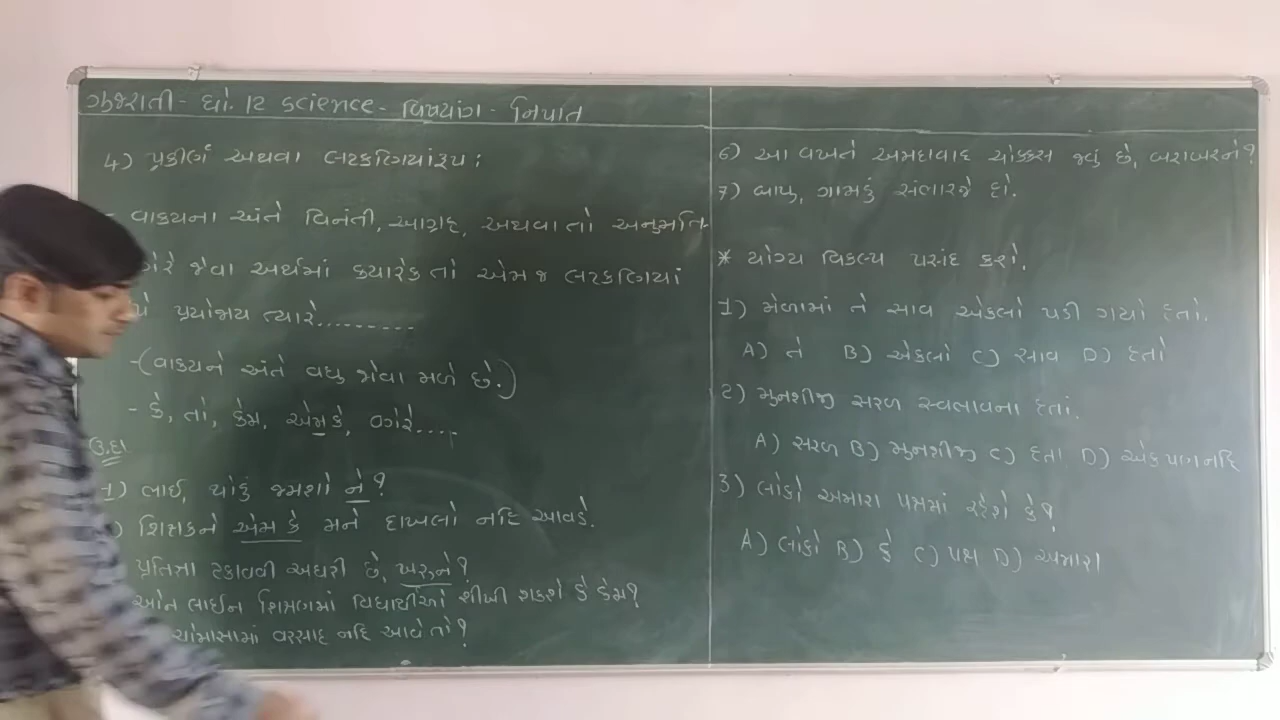 ગુજરાતી - ધો. 12 Science - વિષયાંગ - નિપાત
4) પ્રકીર્ણ અથવા લટકણિયાંરૂપ :
- વાક્યના અંતે વિનંતી, આગ્રહ, અથવા તો અનુમતિ
જેવા અર્થમાં ક્યારેક તો એમ જ લટકણિયાં
પ્રયોજાય ત્યારે..........
-(વાક્યને અંતે વધુ જોવા મળે છે.)
- કે, તો, કેમ, એમકે, વગેરે....
ઉ.દા
1) ભાઈ, થોકું જમશો ને?
શિક્ષકને એમ કે મને દાખલો નહિ આવડે.
પ્રતિજ્ઞા ટકાવવી અઘરી છે, ખરુને?
ઓન લાઈન શિક્ષણમાં વિદ્યાર્થીઓ શીખી શકશે કે કેમ?
ચોમાસામાં વરસાદ નહિ આવે તો?
6) આ વખતે અમદાવાદ ચોક્કસ જવું છે, બરાબરને?
7) બાપુ, ગામકું સંભારજે હો.
* યોગ્ય વિકલ્પ પસંદ કરો.
1) મેળામાં તે સાવ એકલો પડી ગયો હતો.
A) તે B) એકલો C) સાવ D) હતો
2) મુનશીજી સરળ સ્વભાવના હતાં.
A) સરળ B) મુનશીજી C) હતા D) એક પણ નહિ
3) લોકો અમારા પક્ષમાં રહેશે કે?
A) લોકો B) કે C) પક્ષ D) અમારા